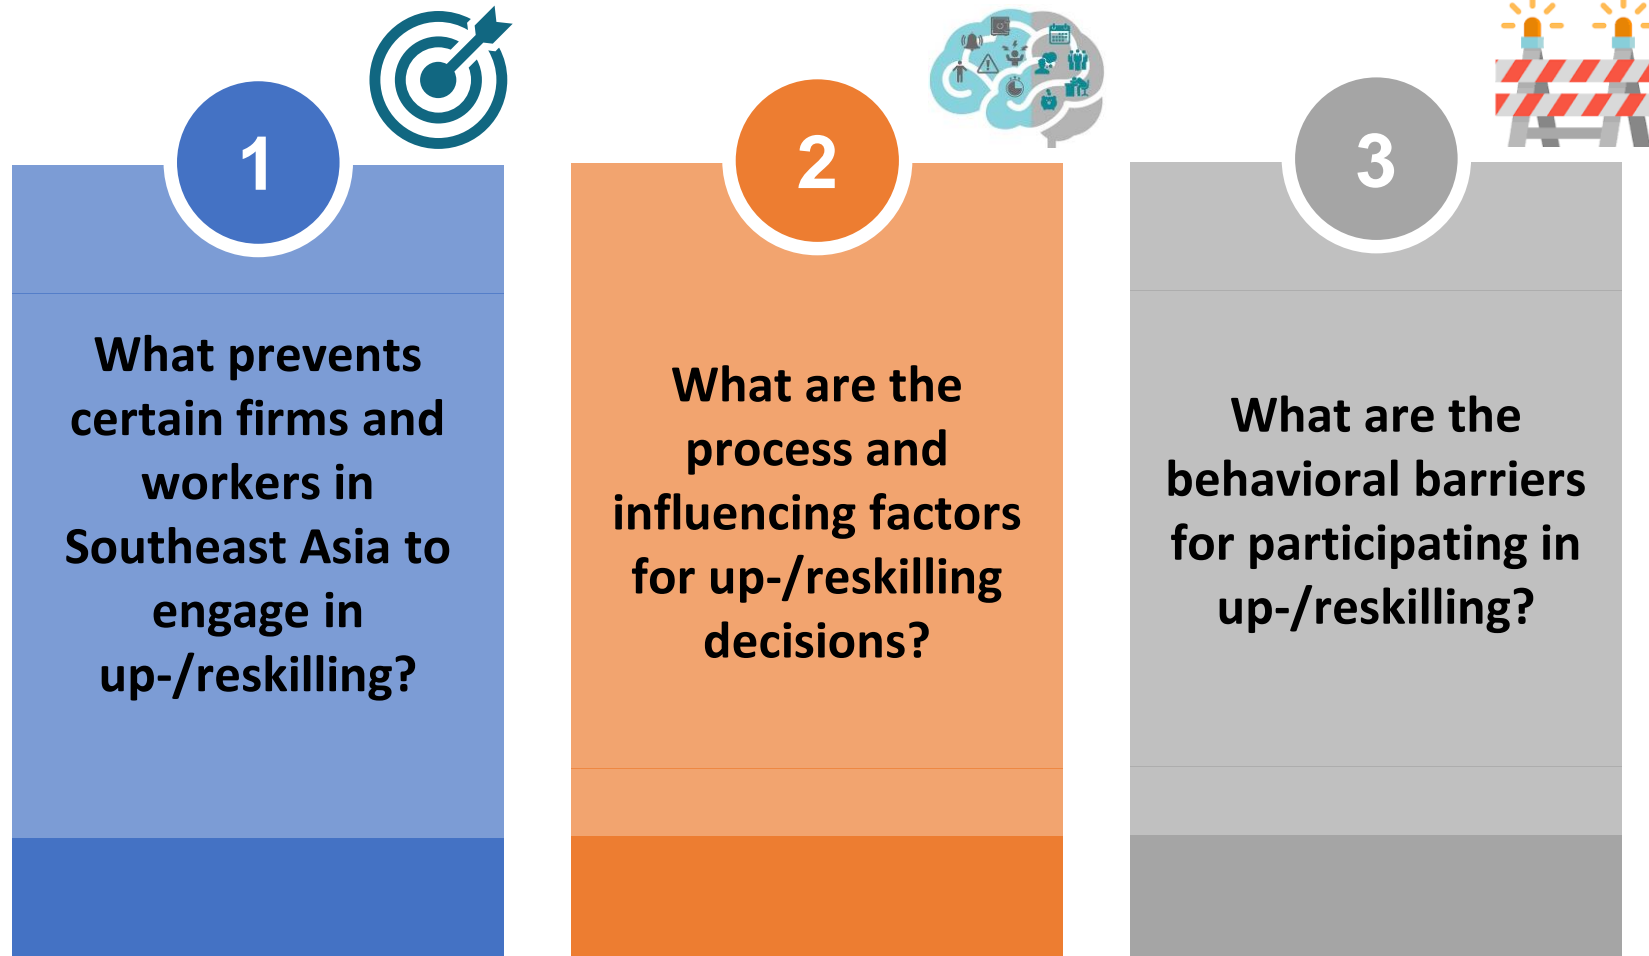 1
What prevents
certain firms and
workers in
Southeast Asia to
engage in
up-/reskilling?
2
What are the
process and
influencing factors
for up-/reskilling
decisions?
3
What are the
behavioral barriers
for participating in
up-/reskilling?